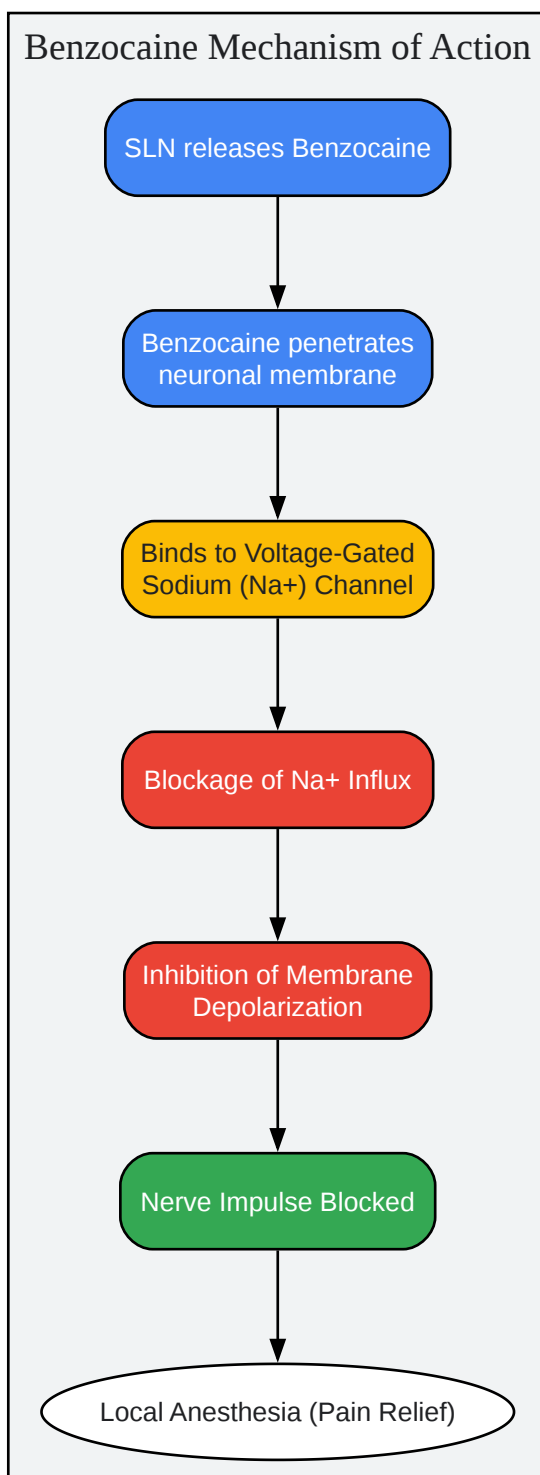 Benzocaine Mechanism of Action
SLN releases Benzocaine
Benzocaine penetrates
neuronal membrane
Binds to Voltage-Gated
Sodium (Na+) Channel
Blockage of Na+ Influx
Inhibition of Membrane
Depolarization
Nerve Impulse Blocked
Local Anesthesia (Pain Relief)